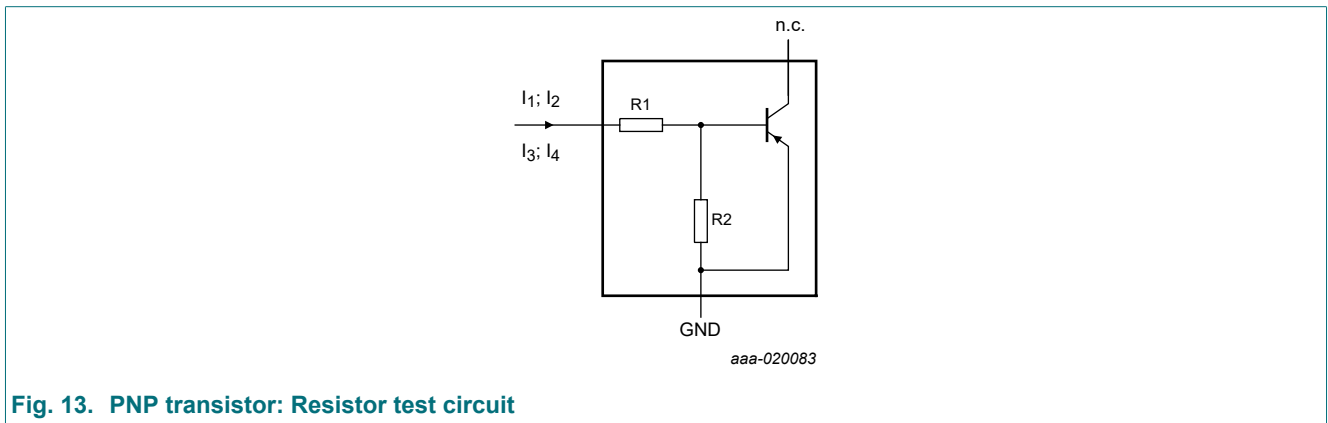 n.c.
I1; I2
R1
I3; I4
R2
GND
aaa-020083
Fig. 13. PNP transistor: Resistor test circuit